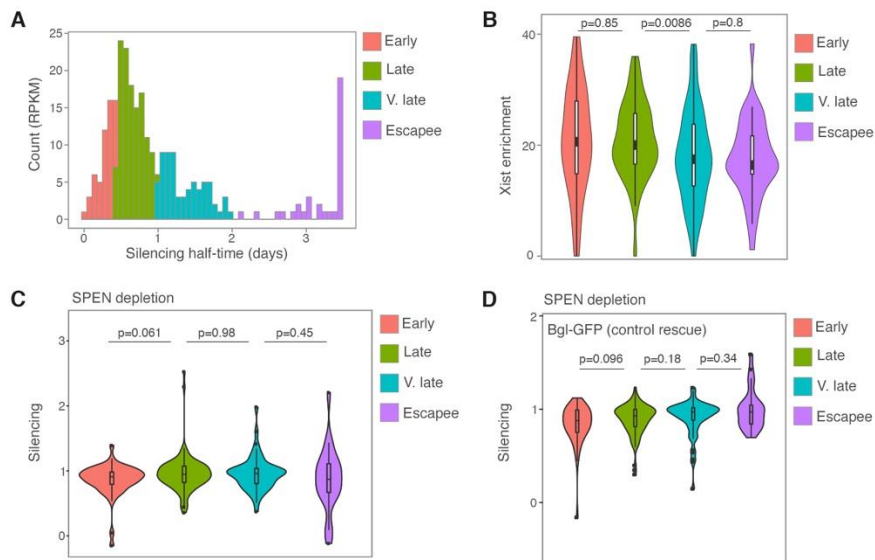 A
Count (RPKM)
25
20
15
10
5
0
0 1 2 3
Silencing half-time (days)
Early
Late
V. late
Escapee
B
Xist enrichment
40
20
0
p=0.85 p=0.0086 p=0.8
Early
Late
V. late
Escapee
C SPEN depletion
Silencing
3
2
1
0
p=0.061 p=0.98 p=0.45
Early
Late
V. late
Escapee
D SPEN depletion
Bgl-GFP (control rescue)
Silencing
2
1
0
p=0.096 p=0.18 p=0.34
Early
Late
V. late
Escapee